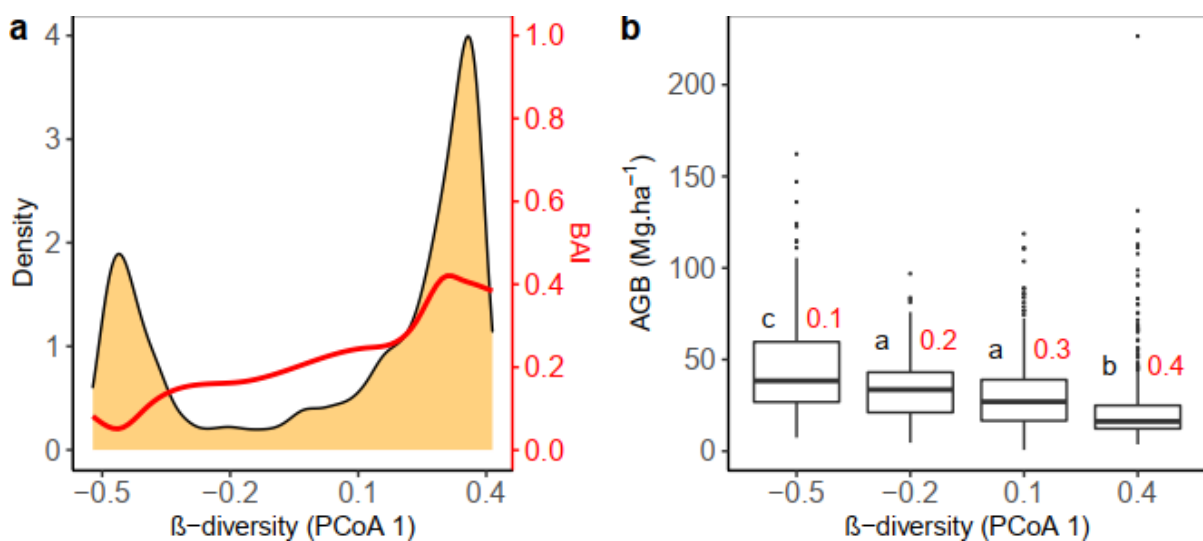 a
4
3
2
1
0
Density
1.0
0.8
0.6
0.4
0.2
0.0
BAI
−0.5 −0.2 0.1 0.4
ß−diversity (PCoA 1)
b
200
150
100
50
0
AGB (Mg.ha⁻¹)
c 0.1
a 0.2
a 0.3
b 0.4
−0.5 −0.2 0.1 0.4
ß−diversity (PCoA 1)